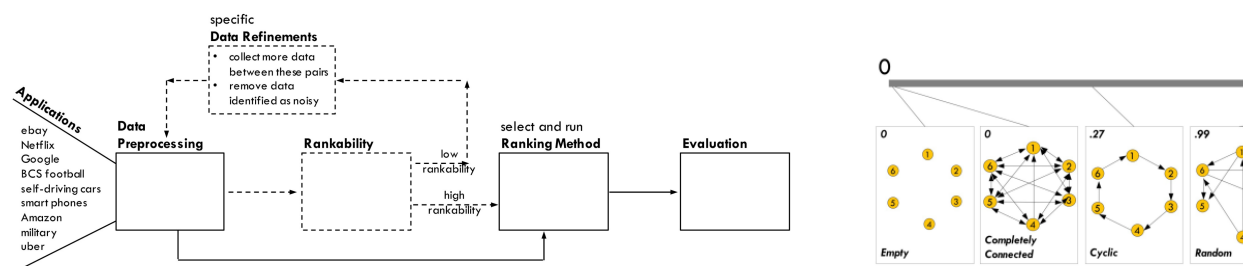 specific
Data Refinements
• collect more data
between these pairs
• remove data
identified as noisy
Applications
ebay
Netflix
Google
BCS football
self-driving cars
smart phones
Amazon
military
uber
Data
Preprocessing
Rankability
low
rankability
high
rankability
select and run
Ranking Method
Evaluation
0
0
1
2
3
4
5
6
Empty
0
1
2
3
4
5
6
Completely
Connected
.27
1
2
3
4
5
6
Cyclic
.99
1
6
5
4
Random